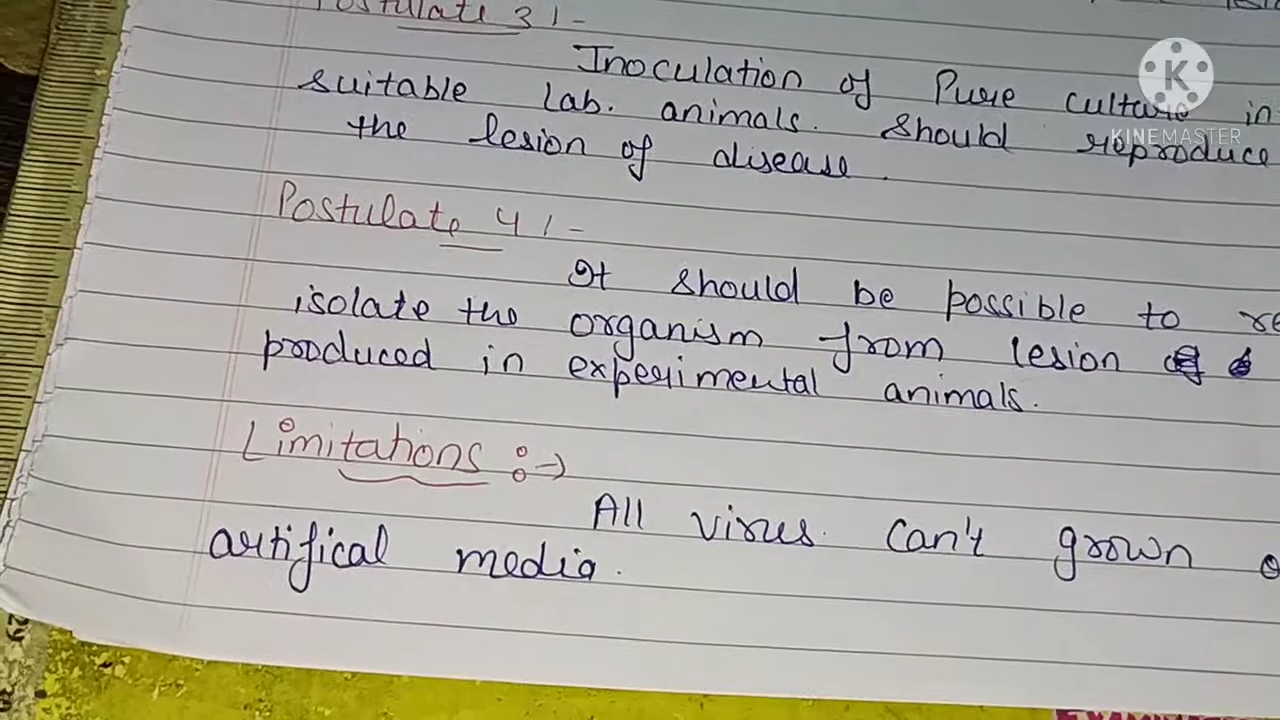 Postulate 3 :-
Inoculation of Pure culture in
suitable lab. animals. Should reproduce
the lesion of disease.
Postulate 4 :-
It should be possible to re
isolate the organism from lesion
produced in experimental animals.
Limitations :→
All virus. Can't grown o
artifical media.
KINEMASTER